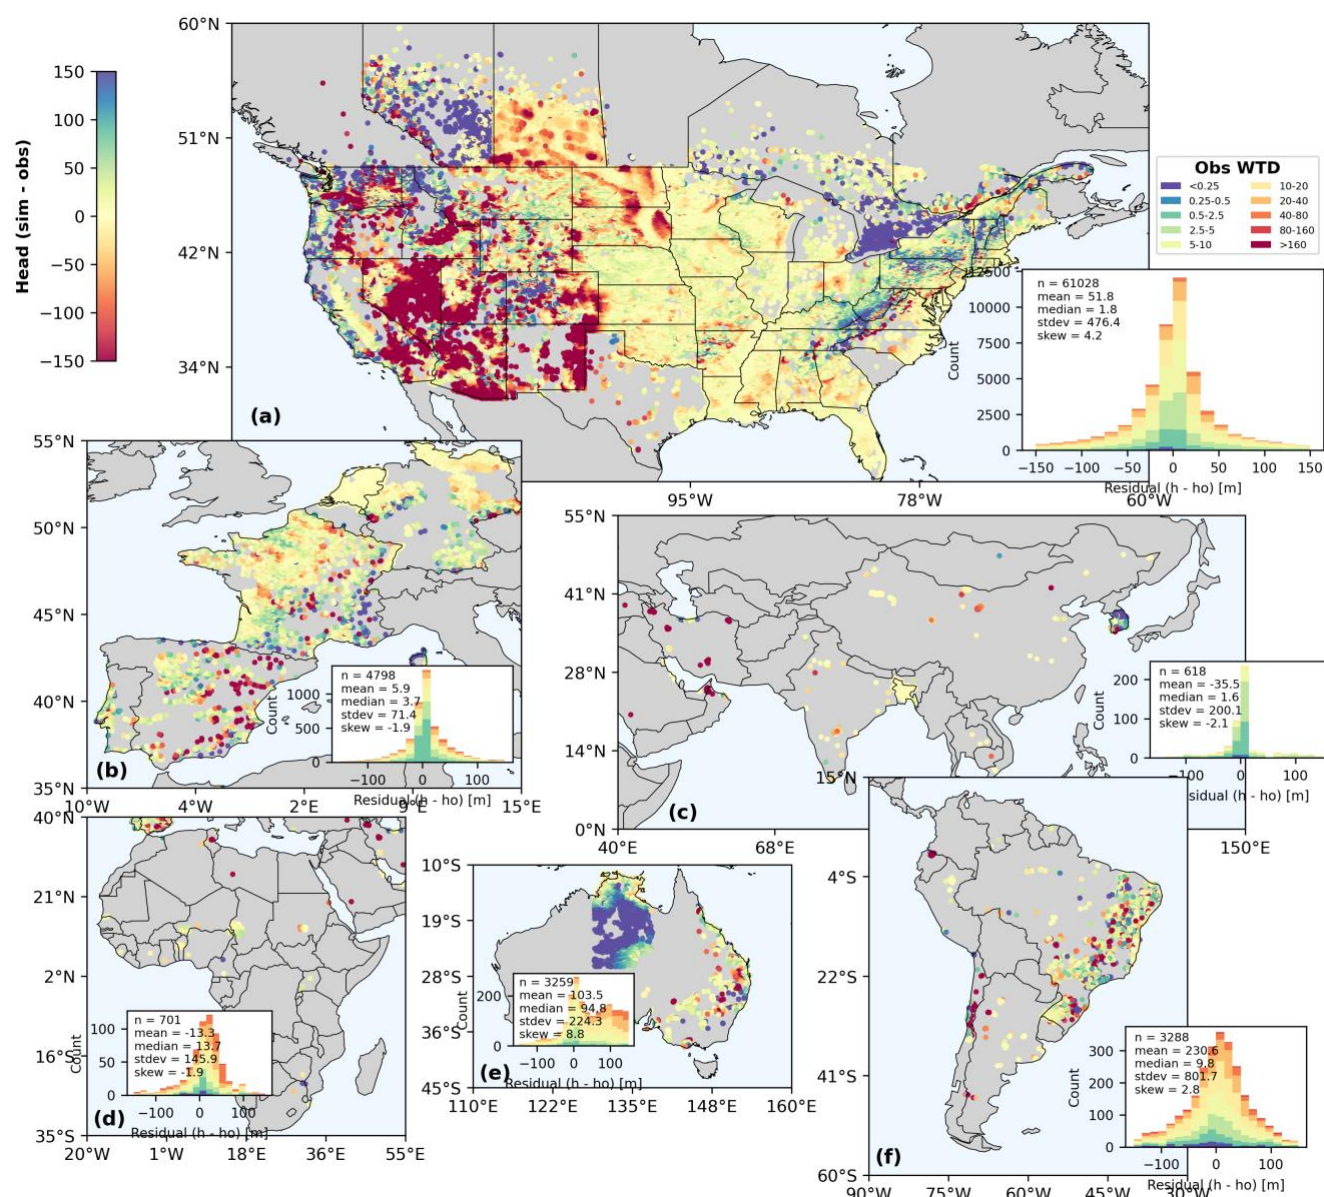 60°N
51°N
42°N
34°N
150
100
50
0
−50
−100
−150
Head (sim - obs)
(a)
95°W
78°W
60°W
Obs WTD
<0.25
0.25-0.5
0.5-2.5
2.5-5
5-10
10-20
20-40
40-80
80-160
>160
n = 61028
mean = 51.8
median = 1.8
stdev = 476.4
skew = 4.2
12500
10000
7500
5000
2500
0
Count
−150
−100
−50
0
50
100
150
Residual (h - ho) [m]
55°N
50°N
45°N
40°N
35°N
10°W
4°W
2°E
9°E
15°E
(b)
n = 4798
mean = 5.9
median = 3.7
stdev = 71.4
skew = -1.9
1000
500
0
Count
−100
0
100
Residual (h - ho) [m]
55°N
41°N
28°N
14°N
0°N
40°E
68°E
150°E
(c)
n = 618
mean = -35.5
median = 1.6
stdev = 200.1
skew = -2.1
200
100
0
Count
−100
0
100
sidual (h - ho) [m]
40°N
21°N
2°N
16°S
35°S
20°W
1°W
18°E
36°E
55°E
(d)
n = 701
mean = -13.3
median = 13.7
stdev = 145.9
skew = -1.9
100
50
0
Count
−100
0
100
Residual (h - ho) [m]
10°S
19°S
28°S
36°S
45°S
110°E
122°E
135°E
148°E
160°E
(e)
n = 3259
mean = 103.5
median = 94.8
stdev = 224.3
skew = 8.8
200
0
Count
−100
0
100
Residual (h - ho) [m]
15°N
4°S
22°S
41°S
60°S
90°W
75°W
60°W
30°W
(f)
n = 3288
mean = 230.6
median = 9.8
stdev = 801.7
skew = 2.8
300
200
100
0
Count
−100
0
100
Residual (h - ho) [m]